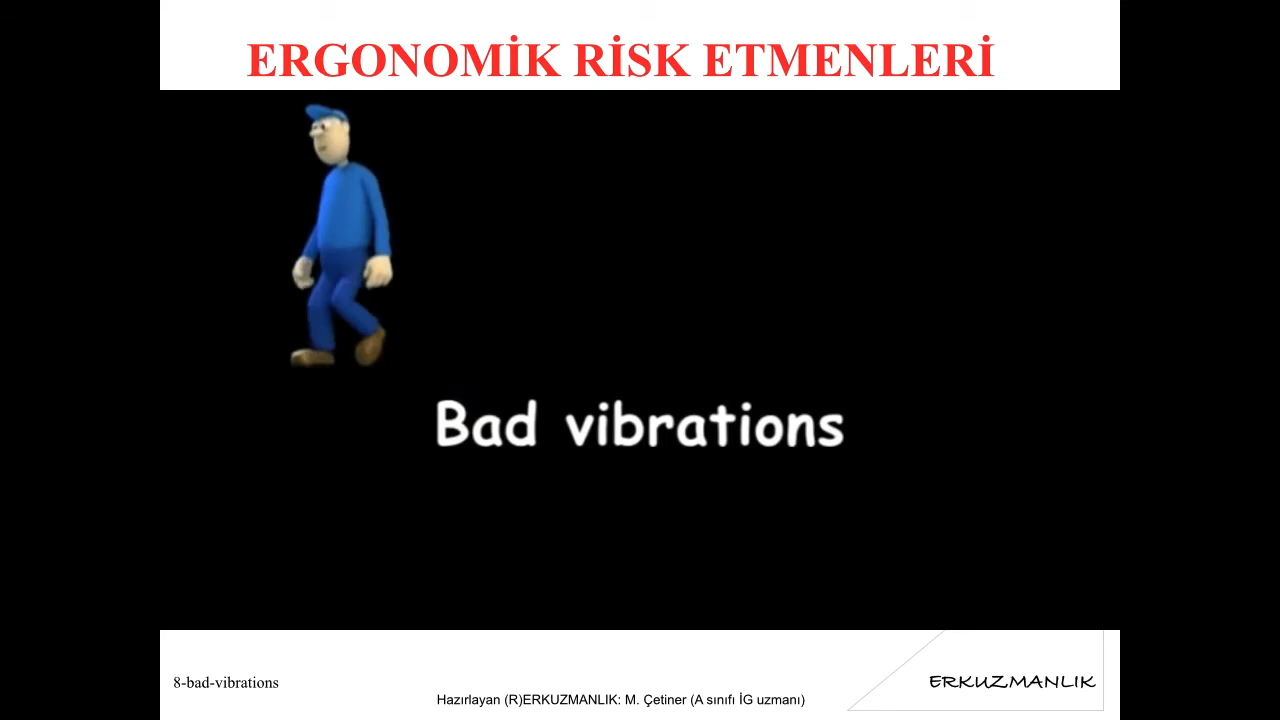 ERGONOMİK RİSK ETMENLERİ
Bad vibrations
8-bad-vibrations
Hazırlayan (R)ERKUZMANLIK: M. Çetiner (A sınıfı İG uzmanı)
ERKUZMANLIK